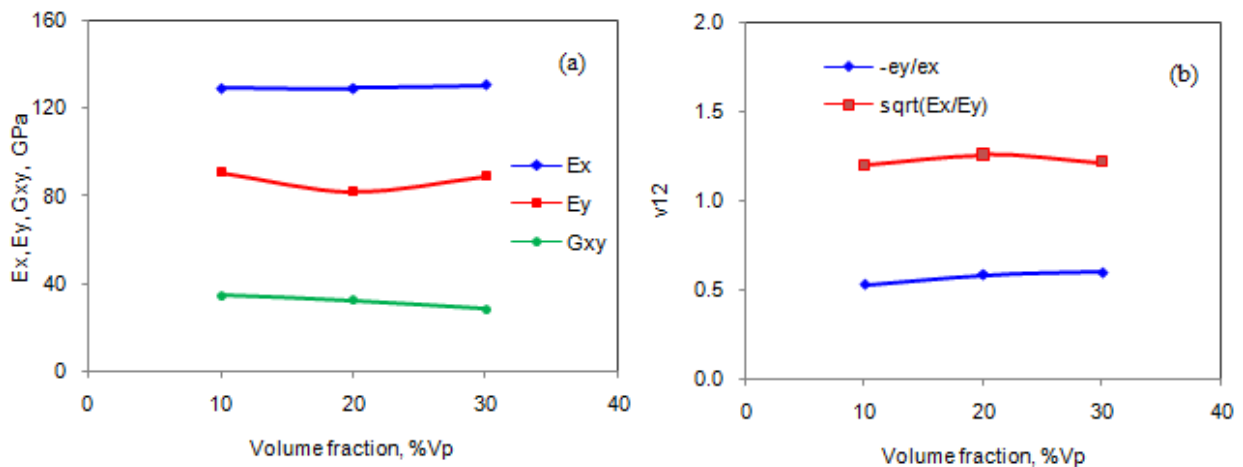 160
120
80
40
0
Ex, Ey, Gxy, GPa
(a)
Ex
Ey
Gxy
0
10
20
30
40
Volume fraction, %Vp
2.0
1.5
1.0
0.5
0.0
v12
-ey/ex
sqrt(Ex/Ey)
(b)
0
10
20
30
40
Volume fraction, %Vp